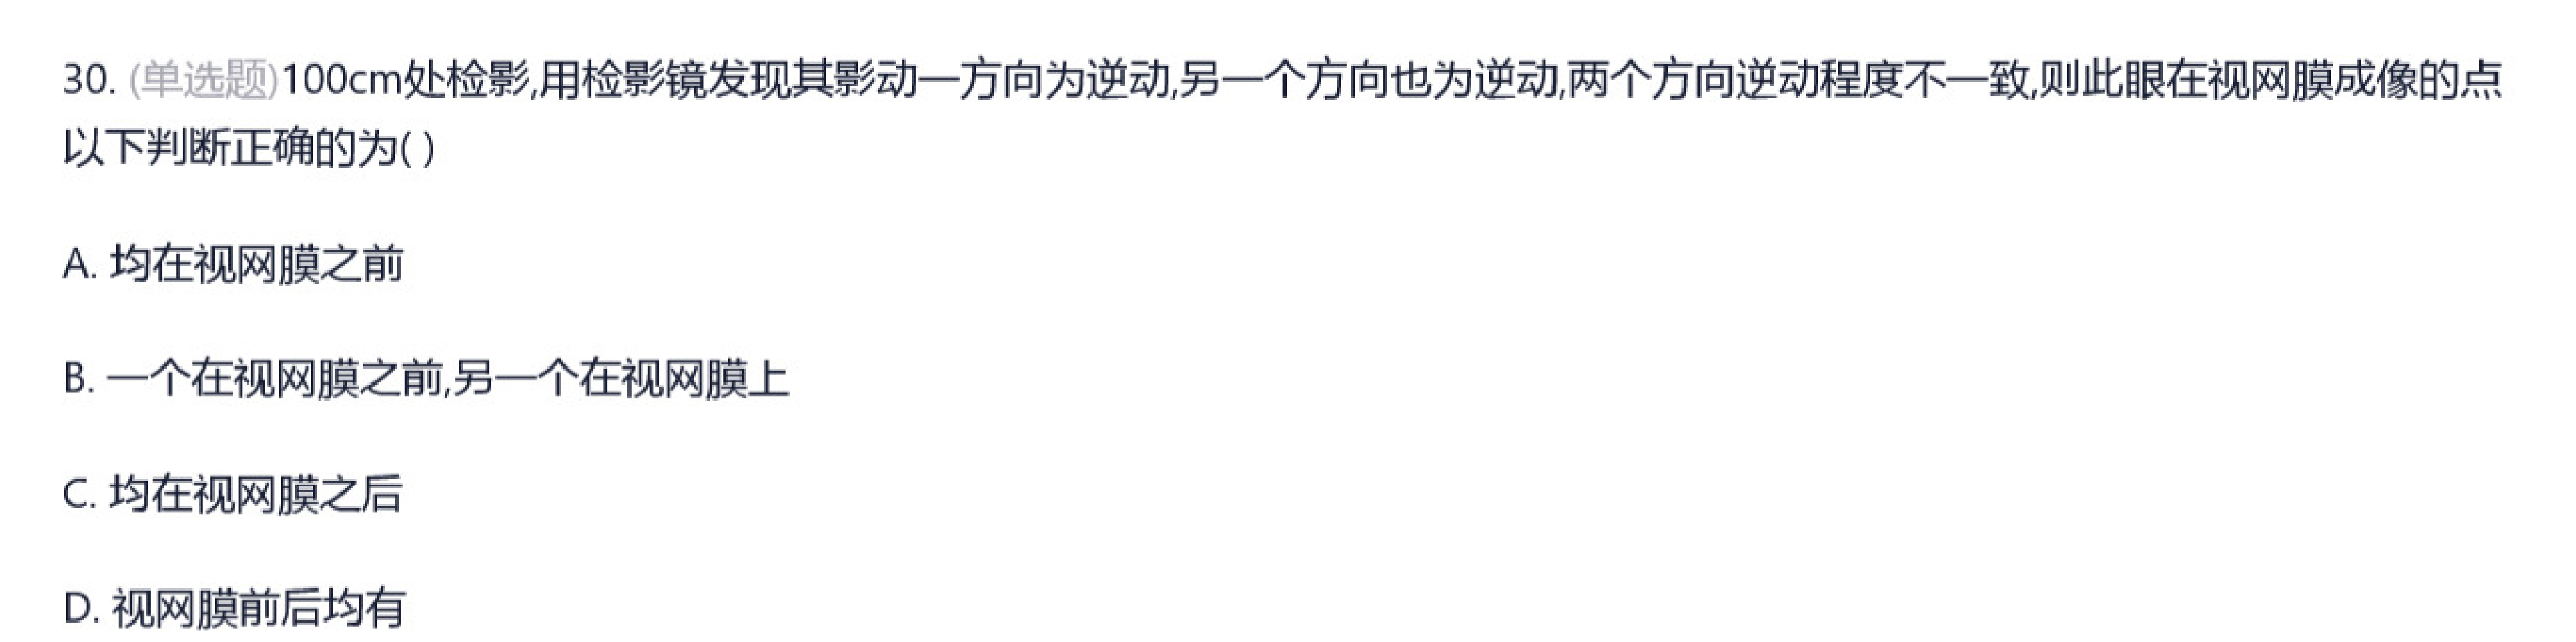 30. (单选题)100cm处检影,用检影镜发现其影动一方向为逆动,另一个方向也为逆动,两个方向逆动程度不一致,则此眼在视网膜成像的点
以下判断正确的为( )
A. 均在视网膜之前
B. 一个在视网膜之前,另一个在视网膜上
C. 均在视网膜之后
D. 视网膜前后均有